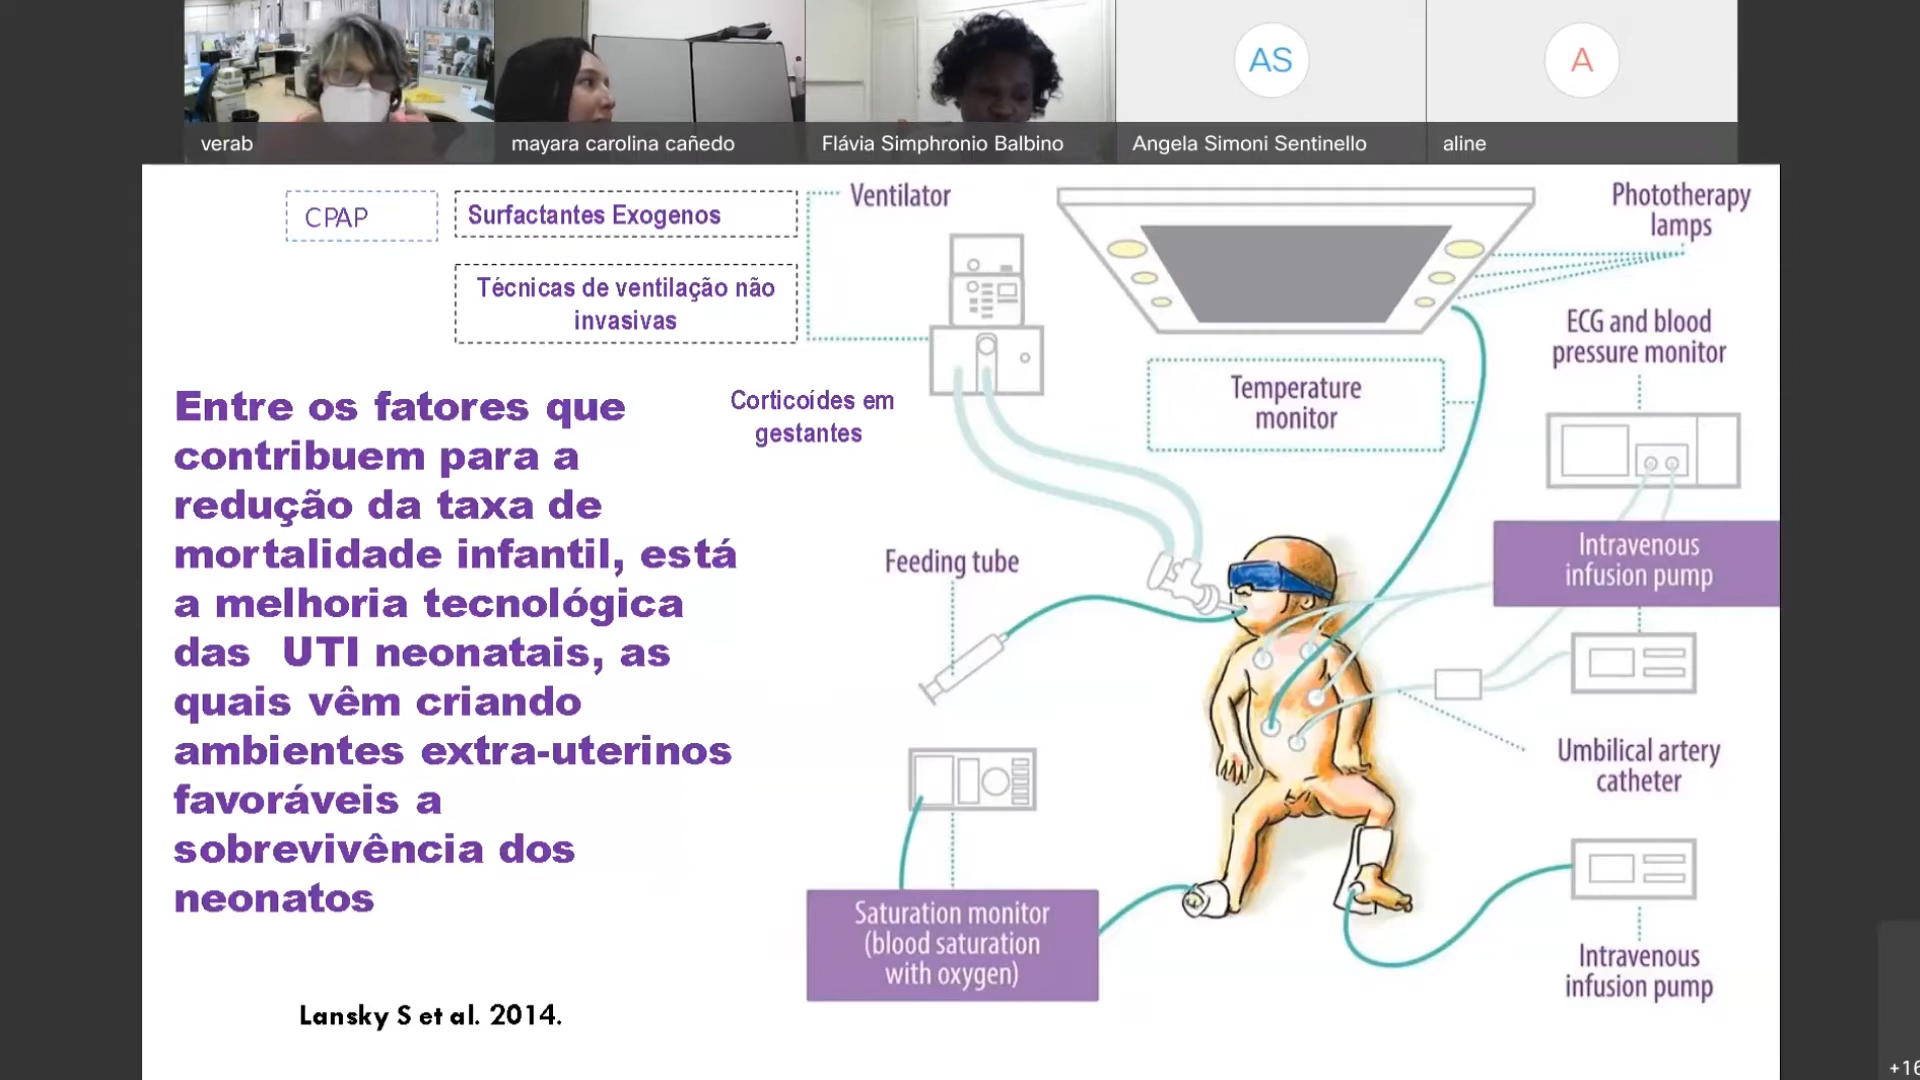 AS
A
verab
mayara carolina cañedo
Flávia Simphronio Balbino
Angela Simoni Sentinello
aline
CPAP
Surfactantes Exogenos
Técnicas de ventilação não
invasivas
Corticoídes em
gestantes
Entre os fatores que
contribuem para a
redução da taxa de
mortalidade infantil, está
a melhoria tecnológica
das UTI neonatais, as
quais vêm criando
ambientes extra-uterinos
favoráveis a
sobrevivência dos
neonatos
Lansky S et al. 2014.
Ventilator
Phototherapy
lamps
ECG and blood
pressure monitor
Temperature
monitor
Feeding tube
Intravenous
infusion pump
Umbilical artery
catheter
Saturation monitor
(blood saturation
with oxygen)
Intravenous
infusion pump
+16